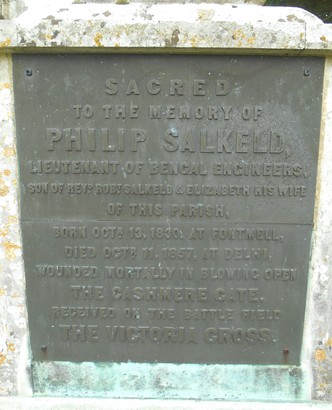 SACRED
TO THE MEMORY OF
PHILIP SALKELD,
LIEUTENANT OF BENGAL ENGINEERS,
SON OF REVD ROBT SALKELD & ELIZABETH HIS WIFE
OF THIS PARISH,
BORN OCTR 13, 1830, AT FONTWELL,
DIED OCTR 11, 1857, AT DELHI,
WOUNDED MORTALLY IN BLOWING OPEN
THE CASHMERE GATE.
RECEIVED ON THE BATTLE FIELD
THE VICTORIA CROSS.